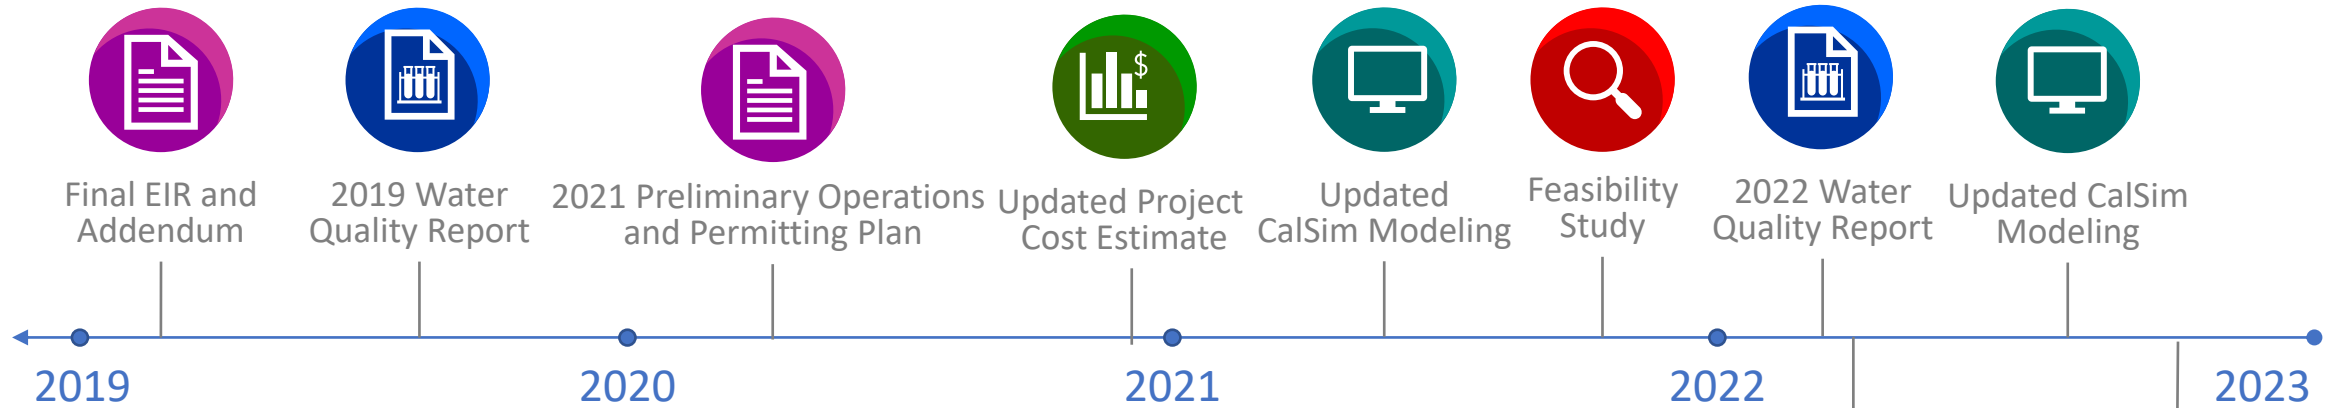 Final EIR and
Addendum
2019 Water
Quality Report
2021 Preliminary Operations
and Permitting Plan
$
Updated Project
Cost Estimate
Updated
CalSim Modeling
Feasibility
Study
2022 Water
Quality Report
Updated CalSim
Modeling
2019
2020
2021
2022
2023